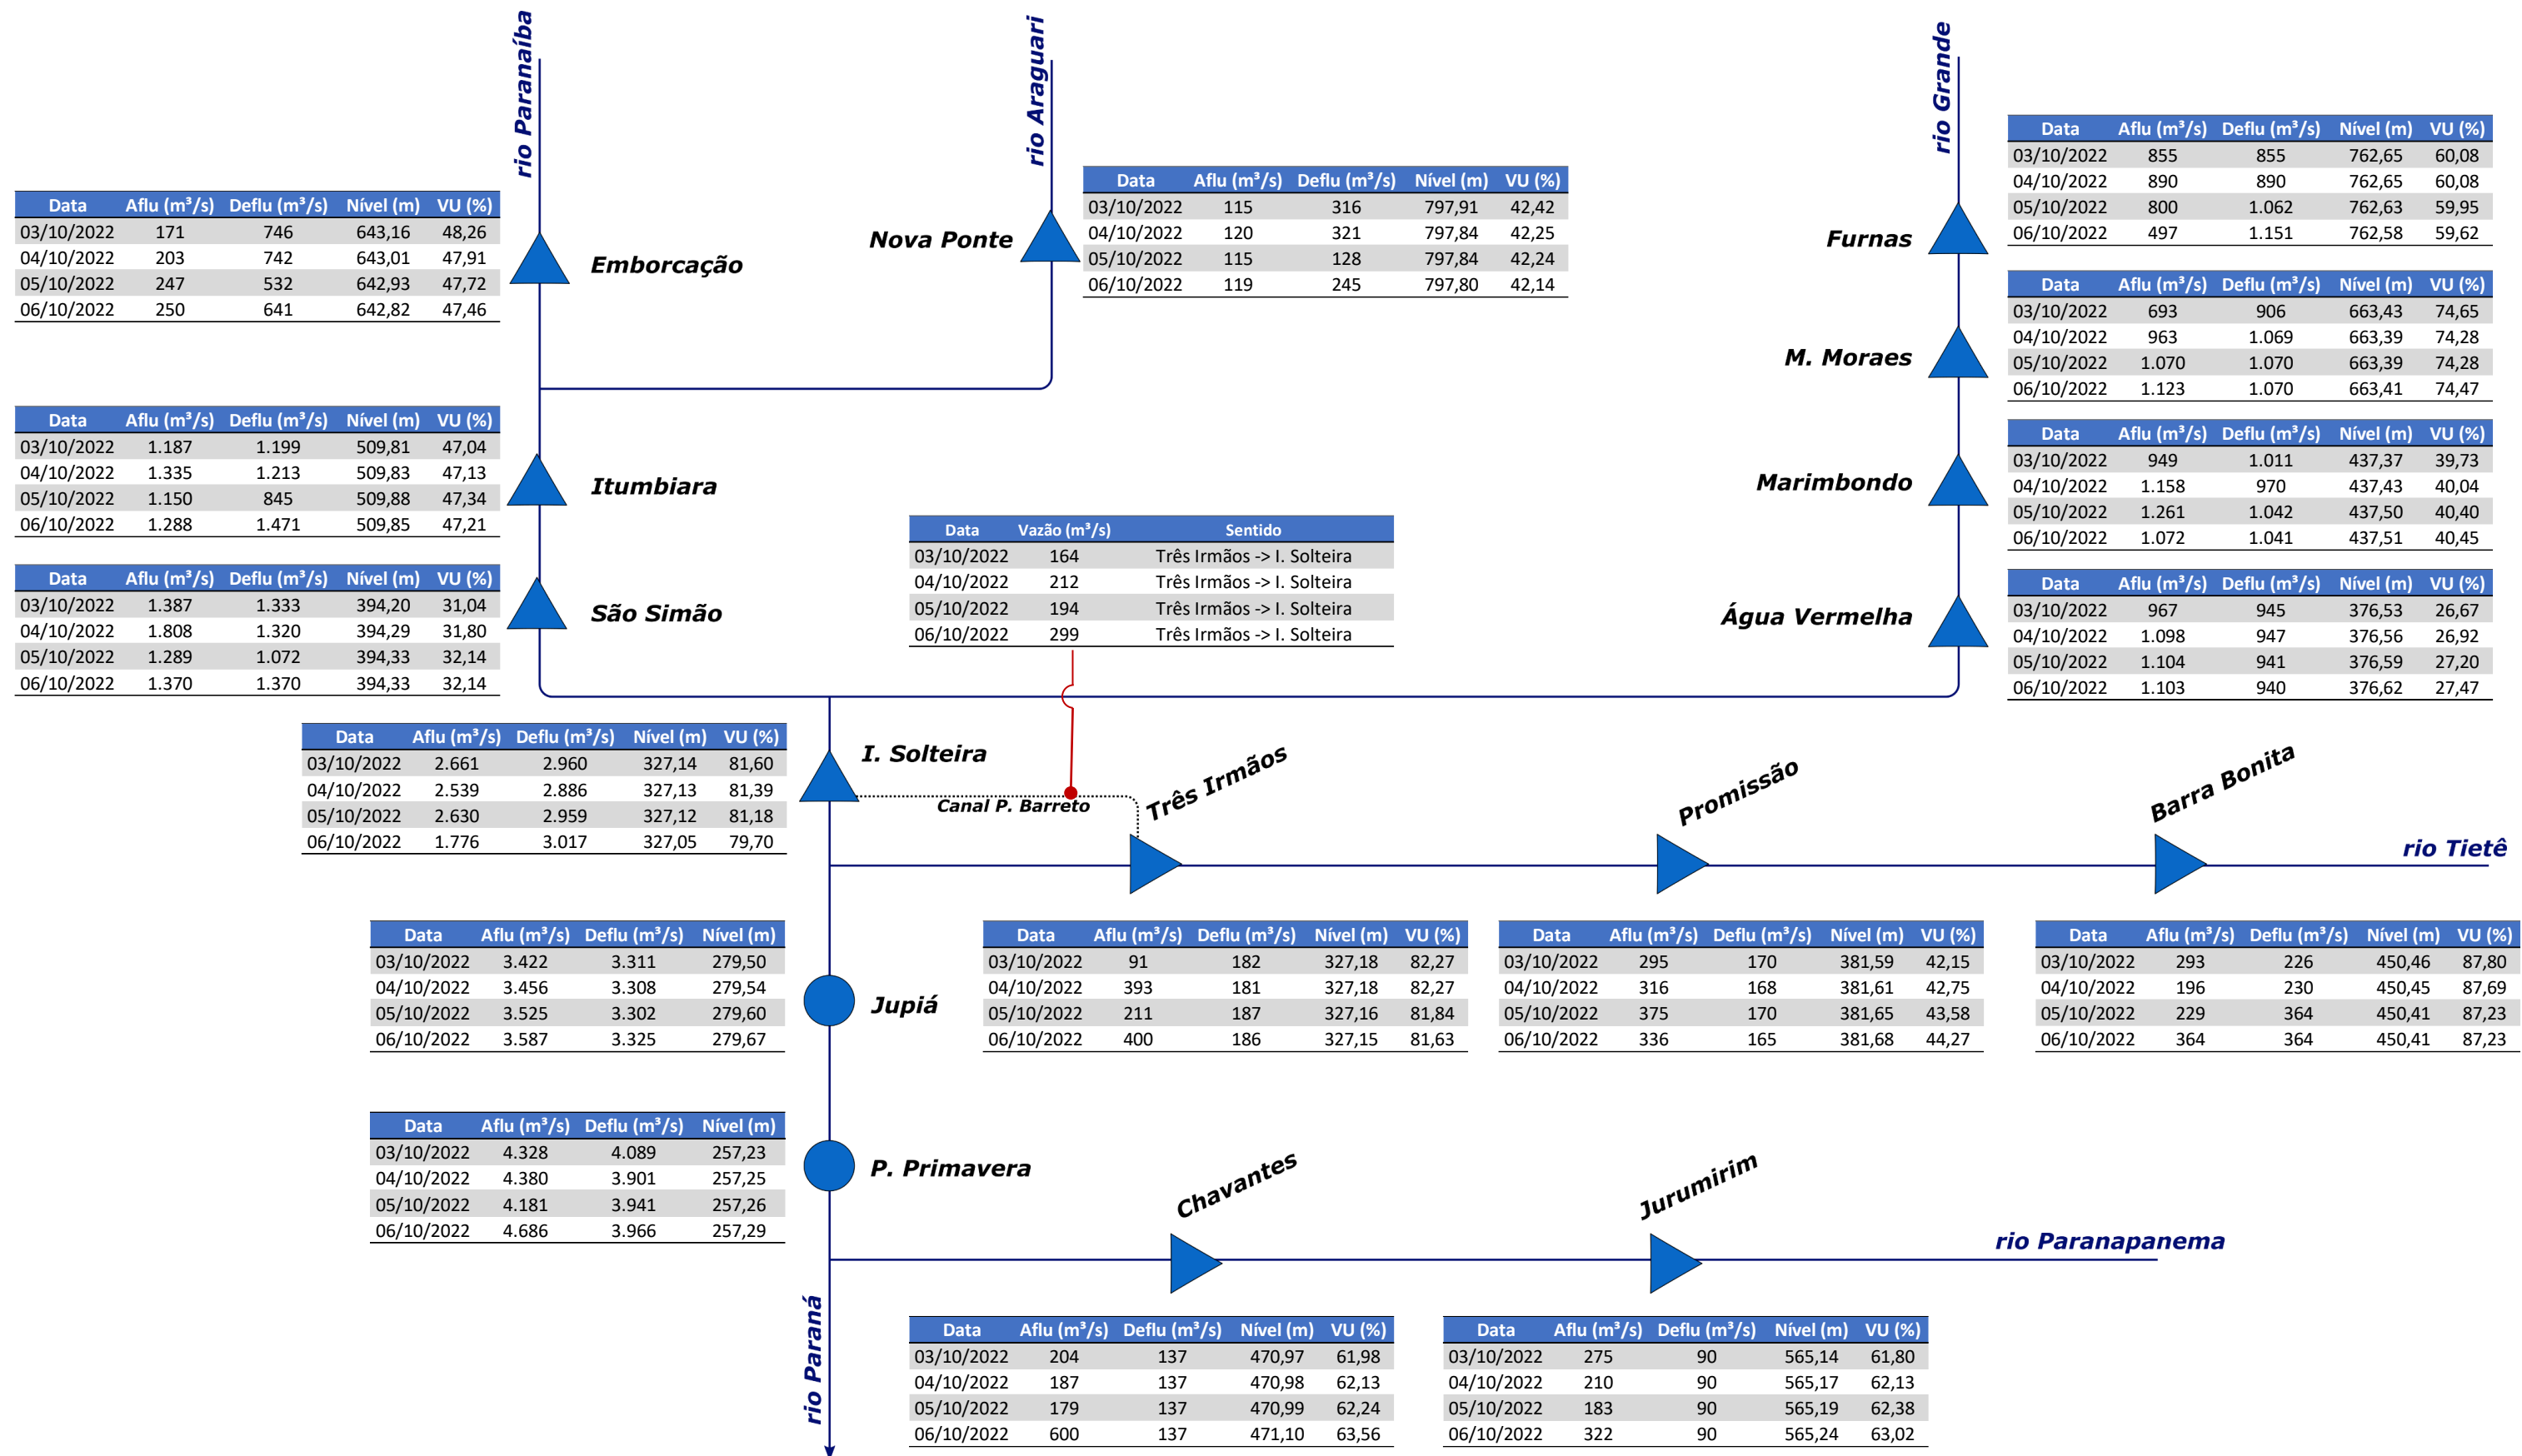 rio Paranaíba
rio Araguari
rio Grande
Data Aflu (m³/s) Deflu (m³/s) Nível (m) VU (%)
03/10/2022 171 746 643,16 48,26
04/10/2022 203 742 643,01 47,91
05/10/2022 247 532 642,93 47,72
06/10/2022 250 641 642,82 47,46
Emborcação
Nova Ponte
Data Aflu (m³/s) Deflu (m³/s) Nível (m) VU (%)
03/10/2022 115 316 797,91 42,42
04/10/2022 120 321 797,84 42,25
05/10/2022 115 128 797,84 42,24
06/10/2022 119 245 797,80 42,14
Furnas
Data Aflu (m³/s) Deflu (m³/s) Nível (m) VU (%)
03/10/2022 855 855 762,65 60,08
04/10/2022 890 890 762,65 60,08
05/10/2022 800 1.062 762,63 59,95
06/10/2022 497 1.151 762,58 59,62
M. Moraes
Data Aflu (m³/s) Deflu (m³/s) Nível (m) VU (%)
03/10/2022 693 906 663,43 74,65
04/10/2022 963 1.069 663,39 74,28
05/10/2022 1.070 1.070 663,39 74,28
06/10/2022 1.123 1.070 663,41 74,47
Data Aflu (m³/s) Deflu (m³/s) Nível (m) VU (%)
03/10/2022 1.187 1.199 509,81 47,04
04/10/2022 1.335 1.213 509,83 47,13
05/10/2022 1.150 845 509,88 47,34
06/10/2022 1.288 1.471 509,85 47,21
Itumbiara
Marimbondo
Data Aflu (m³/s) Deflu (m³/s) Nível (m) VU (%)
03/10/2022 949 1.011 437,37 39,73
04/10/2022 1.158 970 437,43 40,04
05/10/2022 1.261 1.042 437,50 40,40
06/10/2022 1.072 1.041 437,51 40,45
Data Aflu (m³/s) Deflu (m³/s) Nível (m) VU (%)
03/10/2022 1.387 1.333 394,20 31,04
04/10/2022 1.808 1.320 394,29 31,80
05/10/2022 1.289 1.072 394,33 32,14
06/10/2022 1.370 1.370 394,33 32,14
São Simão
Data Vazão (m³/s) Sentido
03/10/2022 164 Três Irmãos -> I. Solteira
04/10/2022 212 Três Irmãos -> I. Solteira
05/10/2022 194 Três Irmãos -> I. Solteira
06/10/2022 299 Três Irmãos -> I. Solteira
Água Vermelha
Data Aflu (m³/s) Deflu (m³/s) Nível (m) VU (%)
03/10/2022 967 945 376,53 26,67
04/10/2022 1.098 947 376,56 26,92
05/10/2022 1.104 941 376,59 27,20
06/10/2022 1.103 940 376,62 27,47
Data Aflu (m³/s) Deflu (m³/s) Nível (m) VU (%)
03/10/2022 2.661 2.960 327,14 81,60
04/10/2022 2.539 2.886 327,13 81,39
05/10/2022 2.630 2.959 327,12 81,18
06/10/2022 1.776 3.017 327,05 79,70
I. Solteira
Canal P. Barreto
Três Irmãos
Promissão
Barra Bonita
rio Tietê
Data Aflu (m³/s) Deflu (m³/s) Nível (m)
03/10/2022 3.422 3.311 279,50
04/10/2022 3.456 3.308 279,54
05/10/2022 3.525 3.302 279,60
06/10/2022 3.587 3.325 279,67
Jupiá
Data Aflu (m³/s) Deflu (m³/s) Nível (m) VU (%)
03/10/2022 91 182 327,18 82,27
04/10/2022 393 181 327,18 82,27
05/10/2022 211 187 327,16 81,84
06/10/2022 400 186 327,15 81,63
Data Aflu (m³/s) Deflu (m³/s) Nível (m) VU (%)
03/10/2022 295 170 381,59 42,15
04/10/2022 316 168 381,61 42,75
05/10/2022 375 170 381,65 43,58
06/10/2022 336 165 381,68 44,27
Data Aflu (m³/s) Deflu (m³/s) Nível (m) VU (%)
03/10/2022 293 226 450,46 87,80
04/10/2022 196 230 450,45 87,69
05/10/2022 229 364 450,41 87,23
06/10/2022 364 364 450,41 87,23
Data Aflu (m³/s) Deflu (m³/s) Nível (m)
03/10/2022 4.328 4.089 257,23
04/10/2022 4.380 3.901 257,25
05/10/2022 4.181 3.941 257,26
06/10/2022 4.686 3.966 257,29
P. Primavera
Chavantes
Jurumirim
rio Paranapanema
rio Paraná
Data Aflu (m³/s) Deflu (m³/s) Nível (m) VU (%)
03/10/2022 204 137 470,97 61,98
04/10/2022 187 137 470,98 62,13
05/10/2022 179 137 470,99 62,24
06/10/2022 600 137 471,10 63,56
Data Aflu (m³/s) Deflu (m³/s) Nível (m) VU (%)
03/10/2022 275 90 565,14 61,80
04/10/2022 210 90 565,17 62,13
05/10/2022 183 90 565,19 62,38
06/10/2022 322 90 565,24 63,02